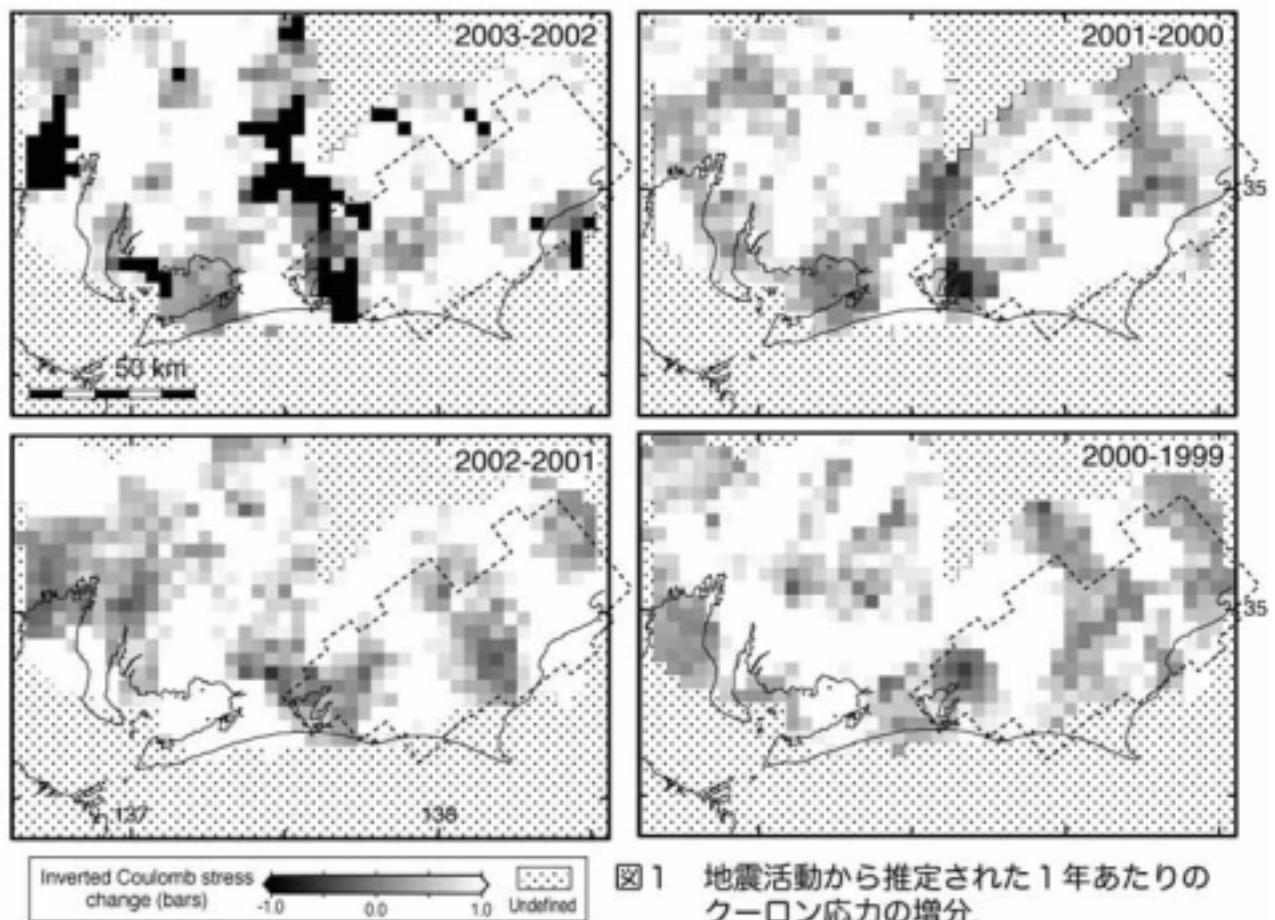 2003-2002
2001-2000
35
50 km
2002-2001
2000-1999
35
137
138
Inverted Coulomb stress
change (bars)
-1.0
0.0
1.0
Undefined
図1 地震活動から推定された1年あたりの
クーロン応力の増分